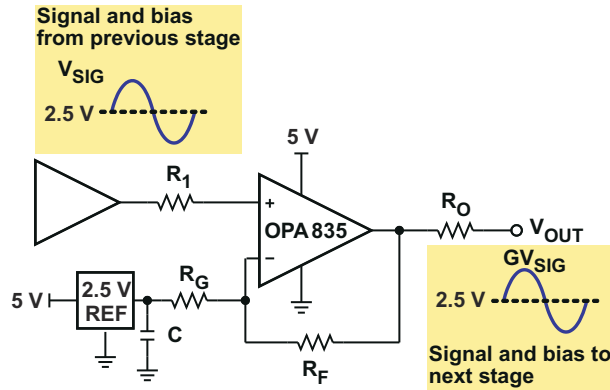 Signal and bias
from previous stage
VSIG
2.5 V
5 V
R1
RO
+
OPA835
VOUT
−
GVSIG
RG
2.5 V
5 V
2.5 V
REF
C
RF
Signal and bias to
next stage